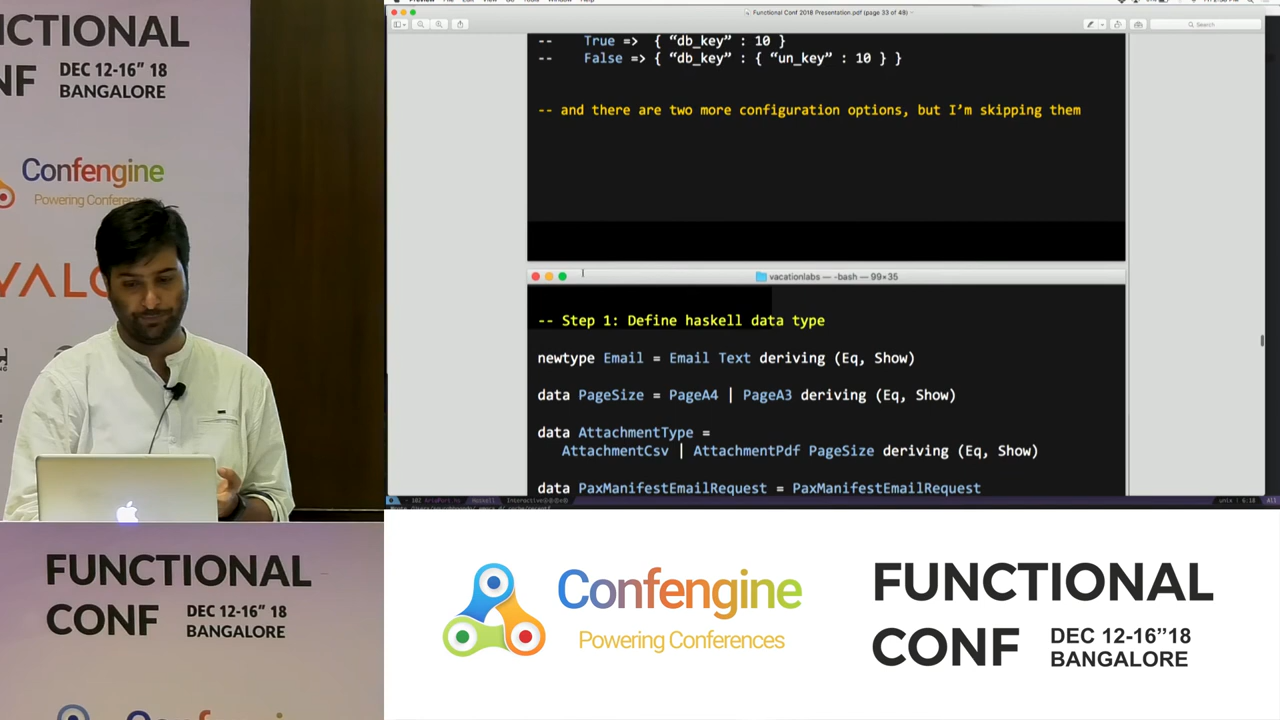 NCTIONAL
NF
DEC 12-16" 18
BANGALORE
Confengine
Powering Conferen
VALO
Functional Conf 2018 Presentation.pdf (page 33 of 48)
Search
-- True => { “db_key” : 10 }
-- False => { “db_key” : { “un_key” : 10 } }
-- and there are two more configuration options, but I’m skipping them
vacationlabs — -bash — 99×35
-- Step 1: Define haskell data type
newtype Email = Email Text deriving (Eq, Show)
data PageSize = PageA4 | PageA3 deriving (Eq, Show)
data AttachmentType =
AttachmentCsv | AttachmentPdf PageSize deriving (Eq, Show)
data PaxManifestEmailRequest = PaxManifestEmailRequest
FUNCTIONAL
CONF
DEC 12-16" 18
BANGALORE
Confengine
Powering Conferences
FUNCTIONAL
CONF
DEC 12-16"18
BANGALORE